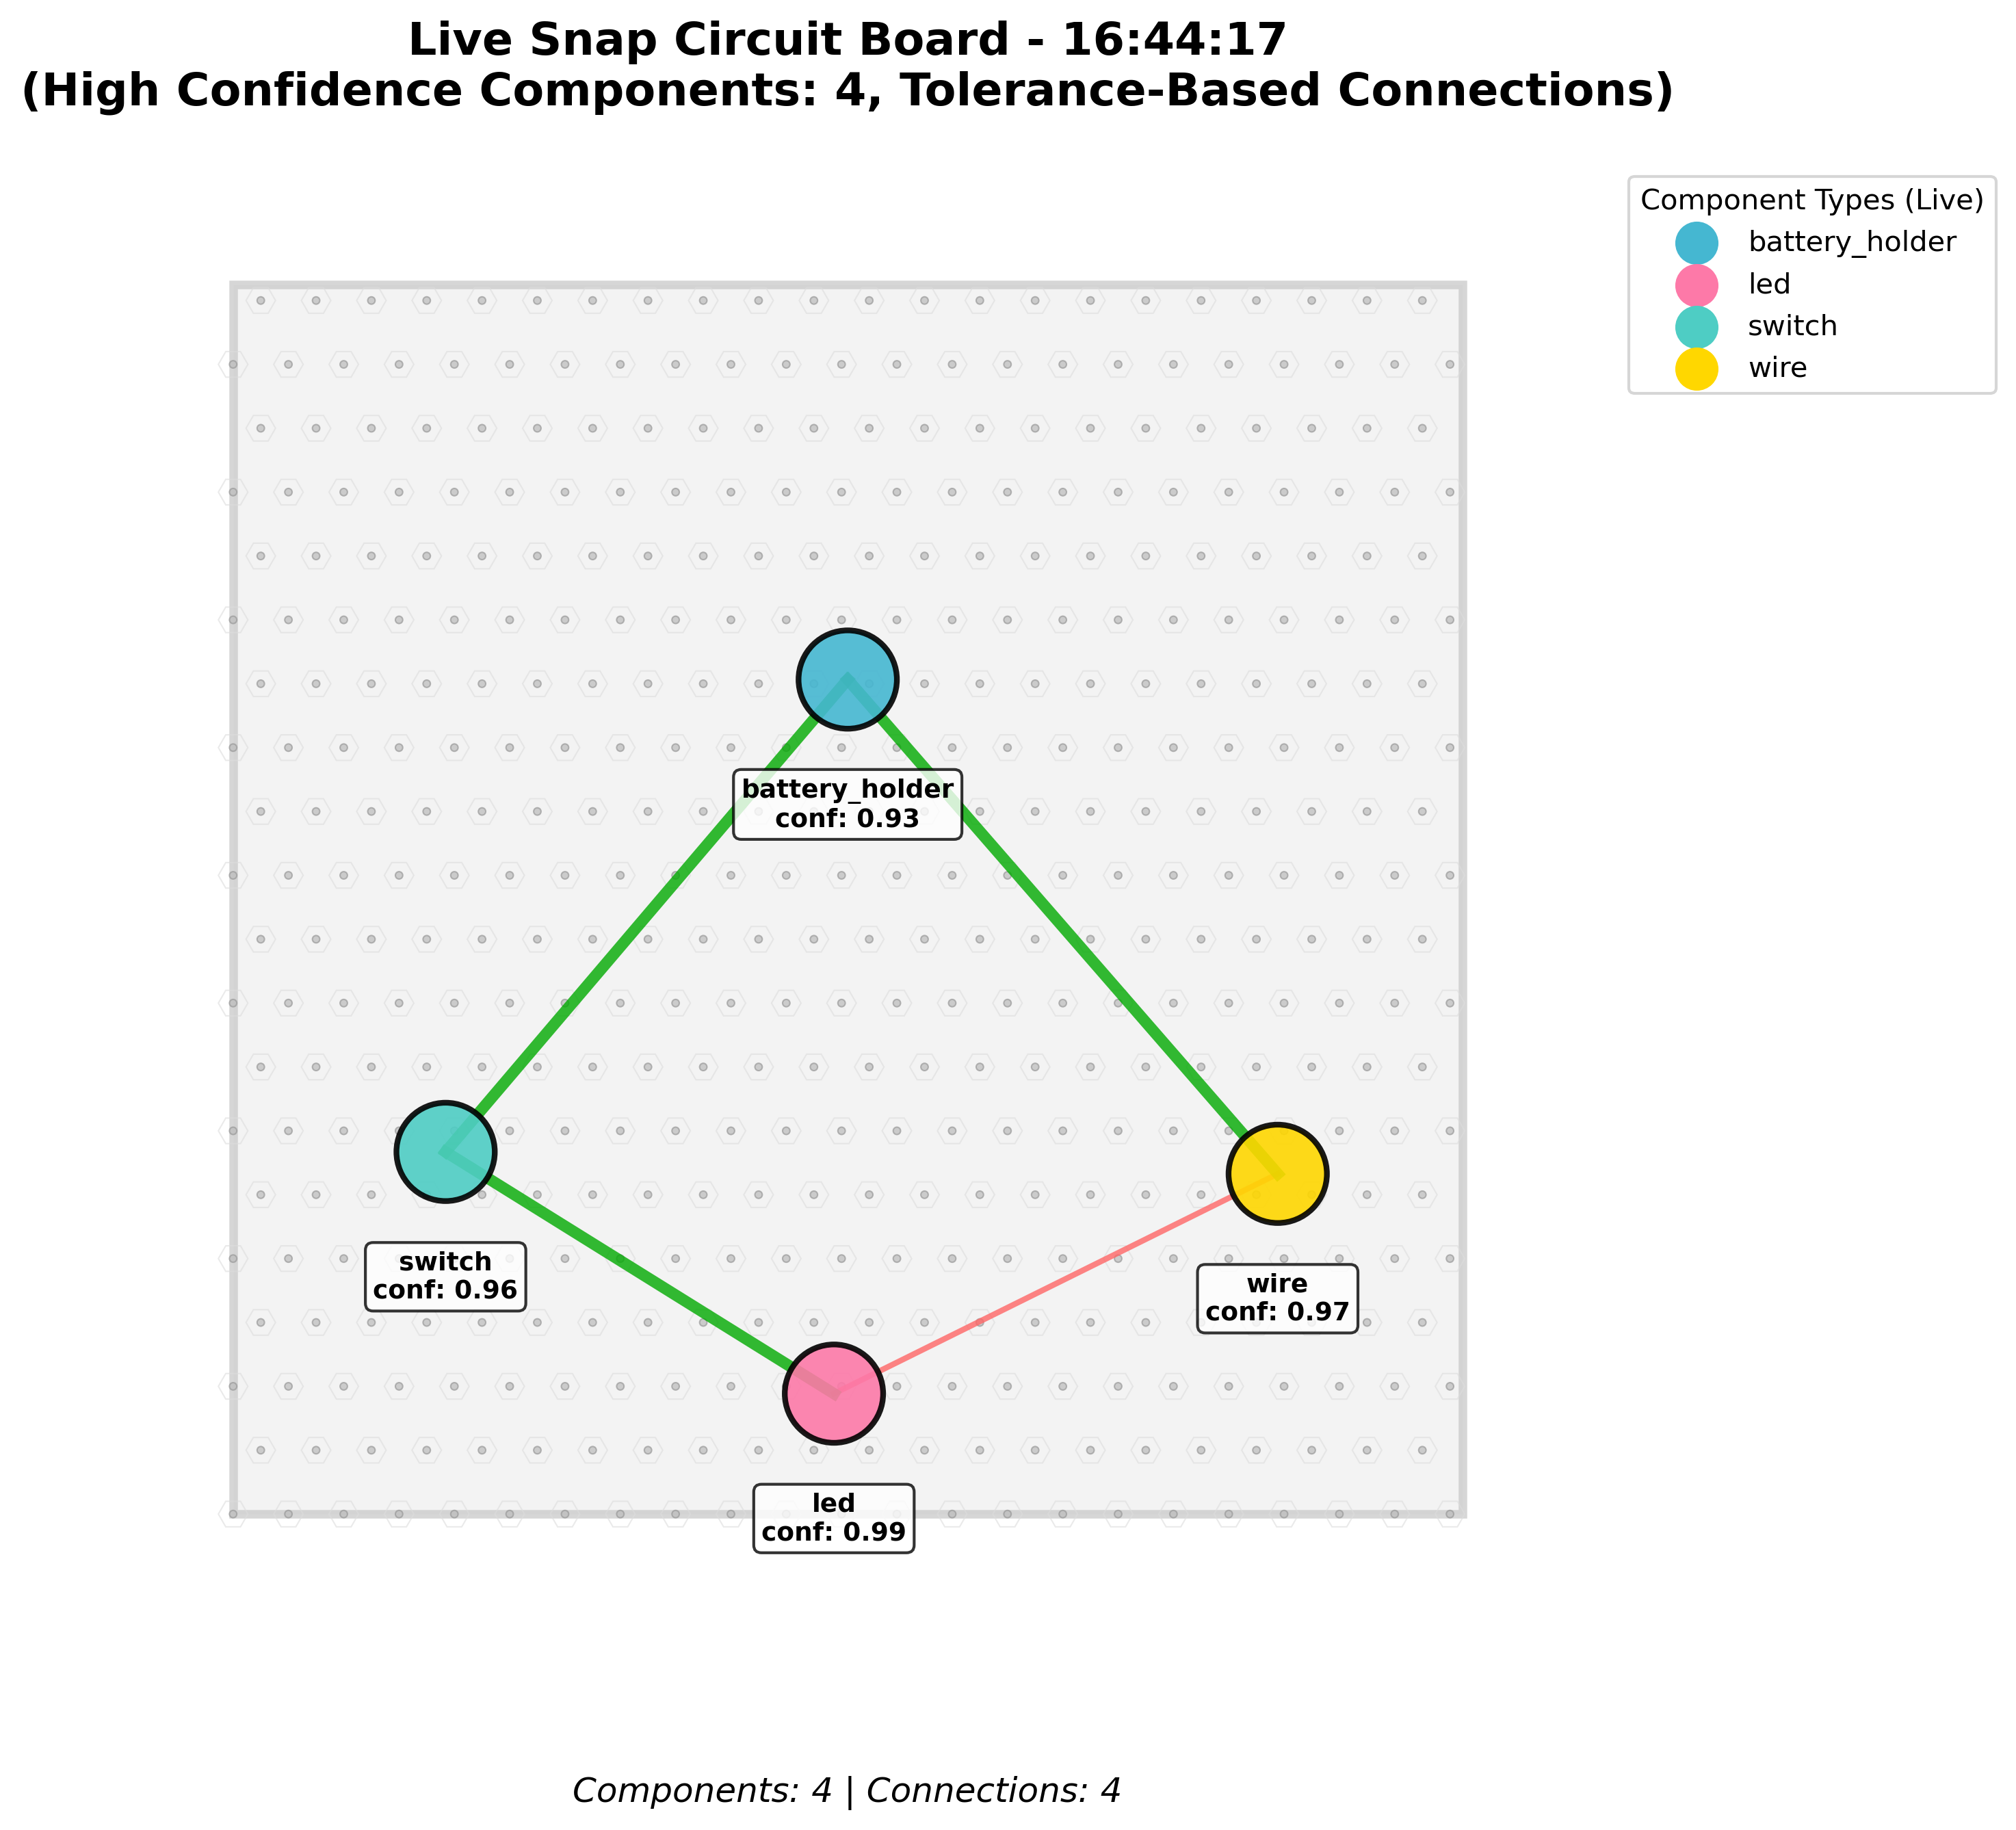 Live Snap Circuit Board - 16:44:17
(High Confidence Components: 4, Tolerance-Based Connections)
Component Types (Live)
battery_holder
led
switch
wire
battery_holder
conf: 0.93
switch
conf: 0.96
wire
conf: 0.97
led
conf: 0.99
Components: 4 | Connections: 4